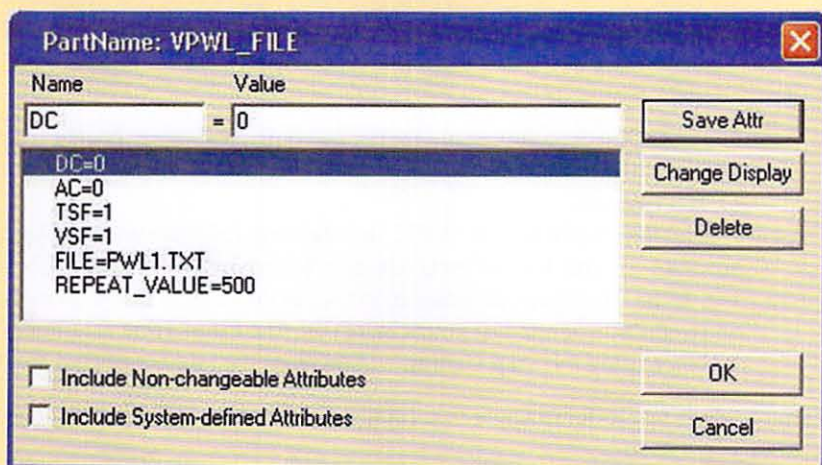 PartName: VPWL_FILE
Name Value
DC = 0
Save Attr
DC=0
AC=0
TSF=1
VSF=1
FILE=PWL1.TXT
REPEAT_VALUE=500
Change Display
Delete
Include Non-changeable Attributes
Include System-defined Attributes
OK
Cancel